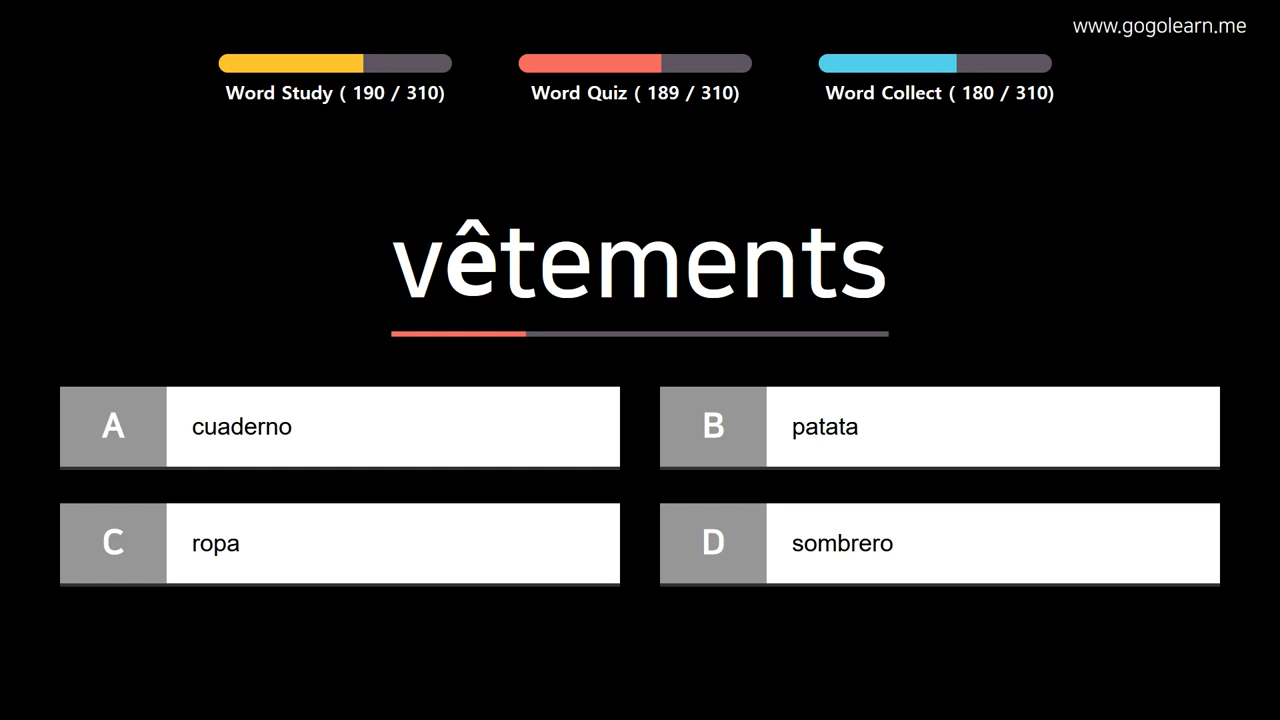 www.gogolearn.me
Word Study ( 190 / 310)
Word Quiz ( 189 / 310)
Word Collect ( 180 / 310)
vêtements
A
cuaderno
B
patata
C
ropa
D
sombrero